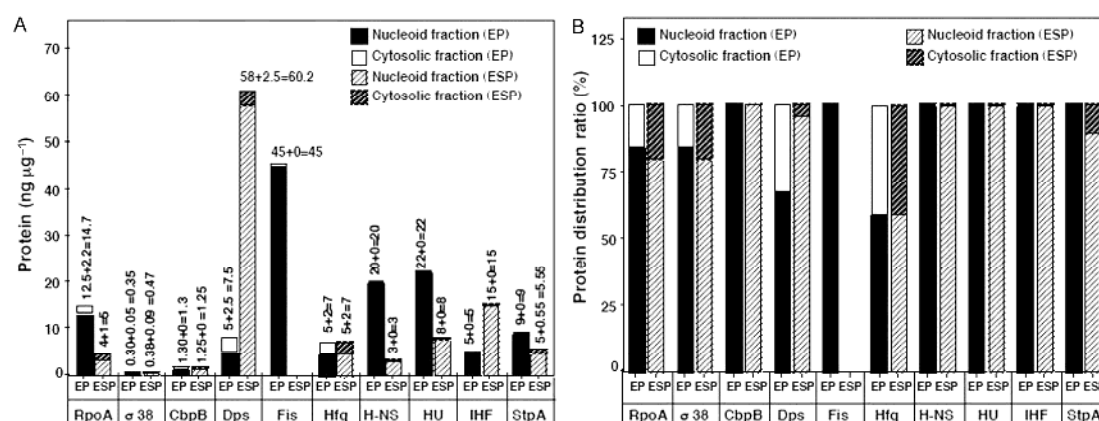 A
Protein (ng μg⁻¹)
70
60
50
40
30
20
10
0
Nucleoid fraction (EP)
Cytosolic fraction (EP)
Nucleoid fraction (ESP)
Cytosolic fraction (ESP)
12.5+2.2=14.7
4+1=5
0.30+0.05=0.35
0.38+0.09=0.47
1.30+0=1.3
1.25+0=1.25
5+2.5=7.5
58+2.5=60.2
45+0=45
5+2=7
5+2=7
20+0=20
3+0=3
22+0=22
8+0=8
5+0=5
15+0=15
9+0=9
5+0.55=5.55
EP ESP EP ESP EP ESP EP ESP EP ESP EP ESP EP ESP EP ESP EP ESP EP ESP
RpoA σ 38 CbpB Dps Fis Hfq H-NS HU IHF StpA
B
Protein distribution ratio (%)
125
100
75
50
25
0
Nucleoid fraction (EP)
Cytosolic fraction (EP)
Nucleoid fraction (ESP)
Cytosolic fraction (ESP)
EP ESP EP ESP EP ESP EP ESP EP ESP EP ESP EP ESP EP ESP EP ESP EP ESP
RpoA σ 38 CbpB Dps Fis Hfq H-NS HU IHF StpA